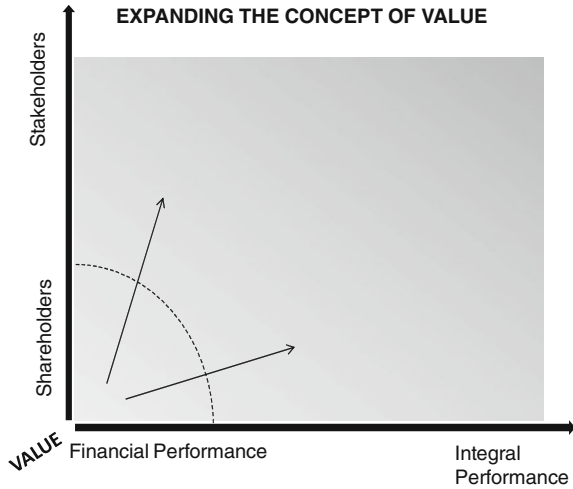 EXPANDING THE CONCEPT OF VALUE
Stakeholders
Shareholders
VALUE
Financial Performance
Integral
Performance